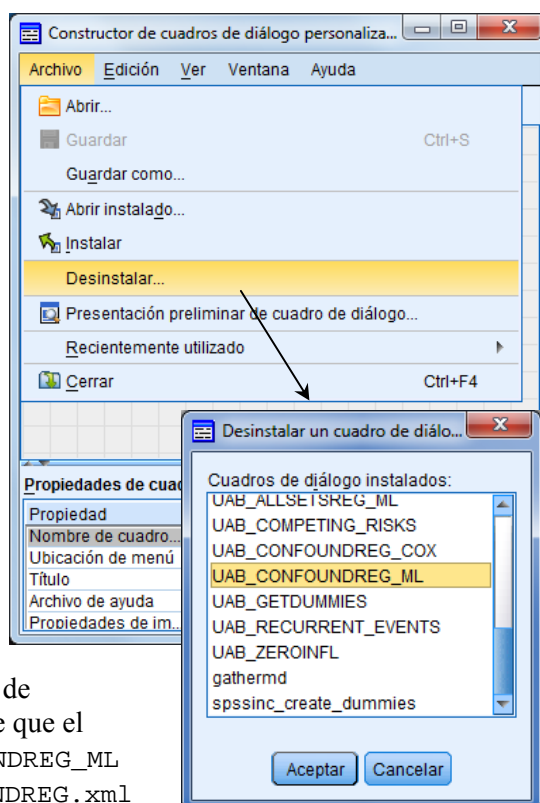 Constructor de cuadros de diálogo personaliza...
Archivo Edición Ver Ventana Ayuda
Abrir...
Guardar Ctrl+S
Guardar como...
Abrir instalado...
Instalar
Desinstalar...
Presentación preliminar de cuadro de diálogo...
Recientemente utilizado
Cerrar Ctrl+F4
Desinstalar un cuadro de diálo...
Cuadros de diálogo instalados:
UAB_ALLSETSREG_ML
UAB_COMPETING_RISKS
UAB_CONFOUNDREG_COX
UAB_CONFOUNDREG_ML
UAB_GETDUMMIES
UAB_RECURRENT_EVENTS
UAB_ZEROINFL
gathermd
spssinc_create_dummies
Aceptar Cancelar
Propiedades de cua
Propiedad
Nombre de cuadro...
Ubicación de menú
Título
Archivo de ayuda
Propiedades de im...
de
e que el
NDREG_ML
NDREG.xml